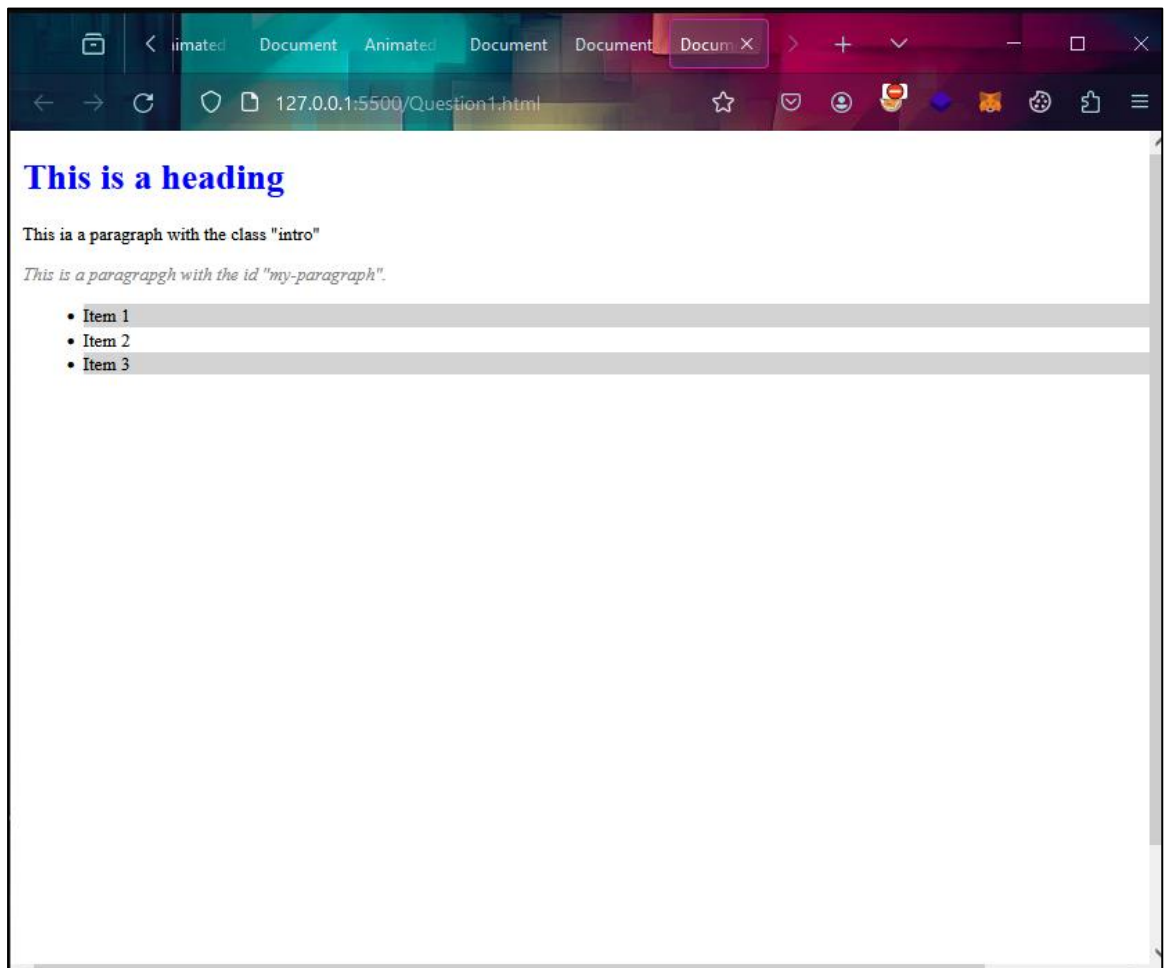 imated Document Animated Document Document Docum
127.0.0.1:5500/Question1.html
This is a heading
This ia a paragraph with the class "intro"
This is a paragrapgh with the id "my-paragraph".
• Item 1
• Item 2
• Item 3